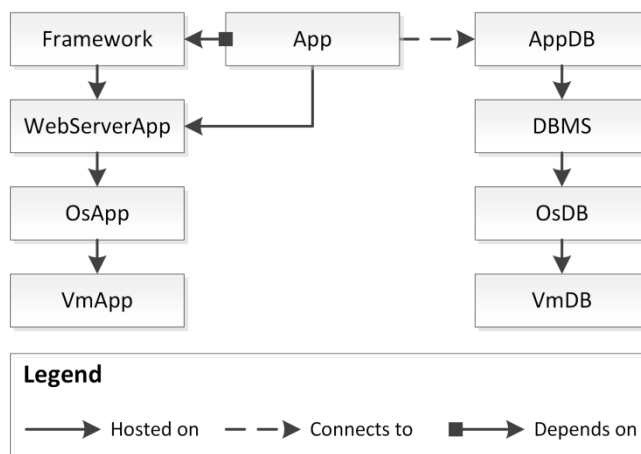 Framework App AppDB
WebServerApp DBMS
OsApp OsDB
VmApp VmDB
Legend
Hosted on Connects to Depends on